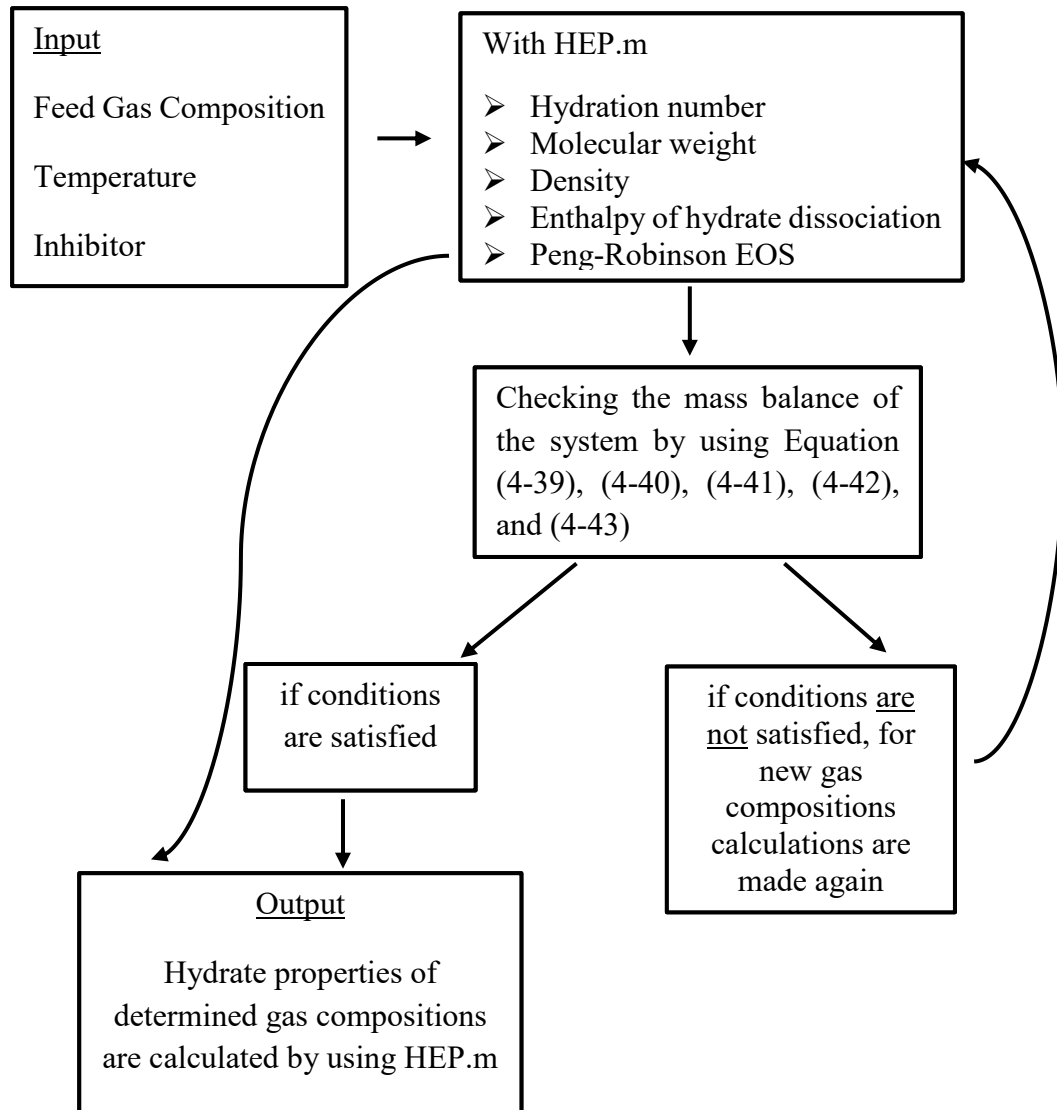 Input
Feed Gas Composition
Temperature
Inhibitor
With HEP.m
➢ Hydration number
➢ Molecular weight
➢ Density
➢ Enthalpy of hydrate dissociation
➢ Peng-Robinson EOS
Checking the mass balance of
the system by using Equation
(4-39), (4-40), (4-41), (4-42),
and (4-43)
if conditions
are satisfied
if conditions are
not satisfied, for
new gas
compositions
calculations are
made again
Output
Hydrate properties of
determined gas compositions
are calculated by using HEP.m